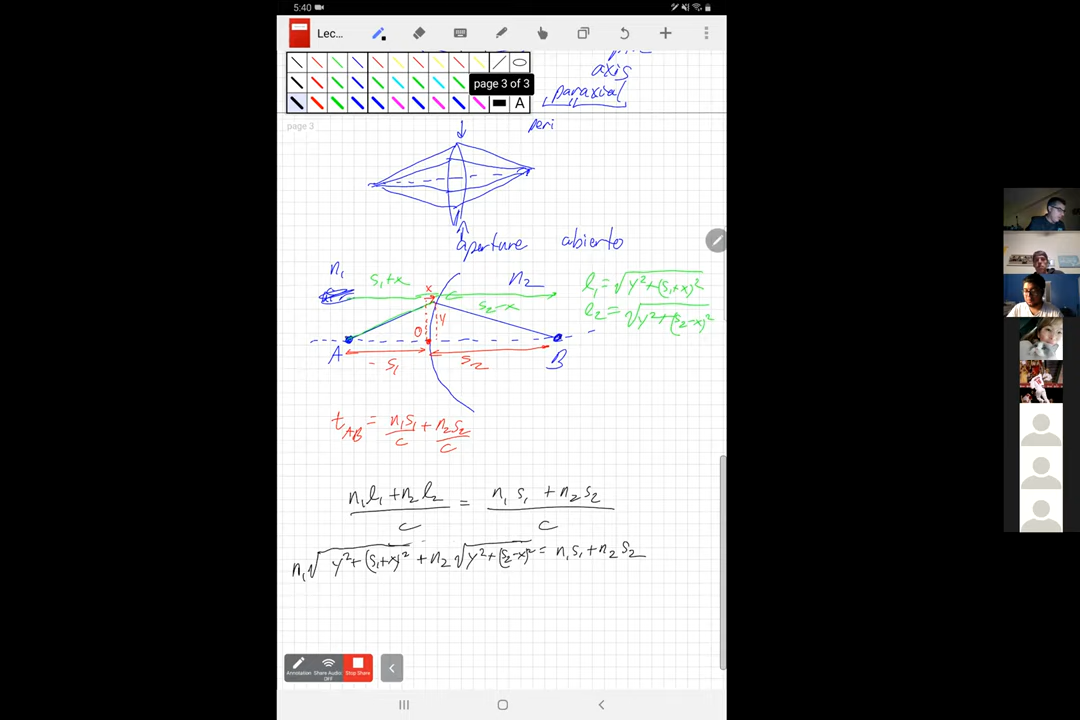 5:40
Lec...
page 3 of 3
axis
paraxial
page 3
peri
aperture abierto
n₁ s₁+x x n₂ l₁ = √y²+(s₁+x)²
s₂-x l₂ = √y²+(s₂-x)²
O y
A - s₁ s₂ B
t_AB = n₁s₁/c + n₂s₂/c
(n₁l₁ + n₂l₂)/c = (n₁s₁ + n₂s₂)/c
n₁√y²+(s₁+x)² + n₂√y²+(s₂-x)² = n₁s₁ + n₂s₂
A
Annotation Share Audio: OFF Stop Share